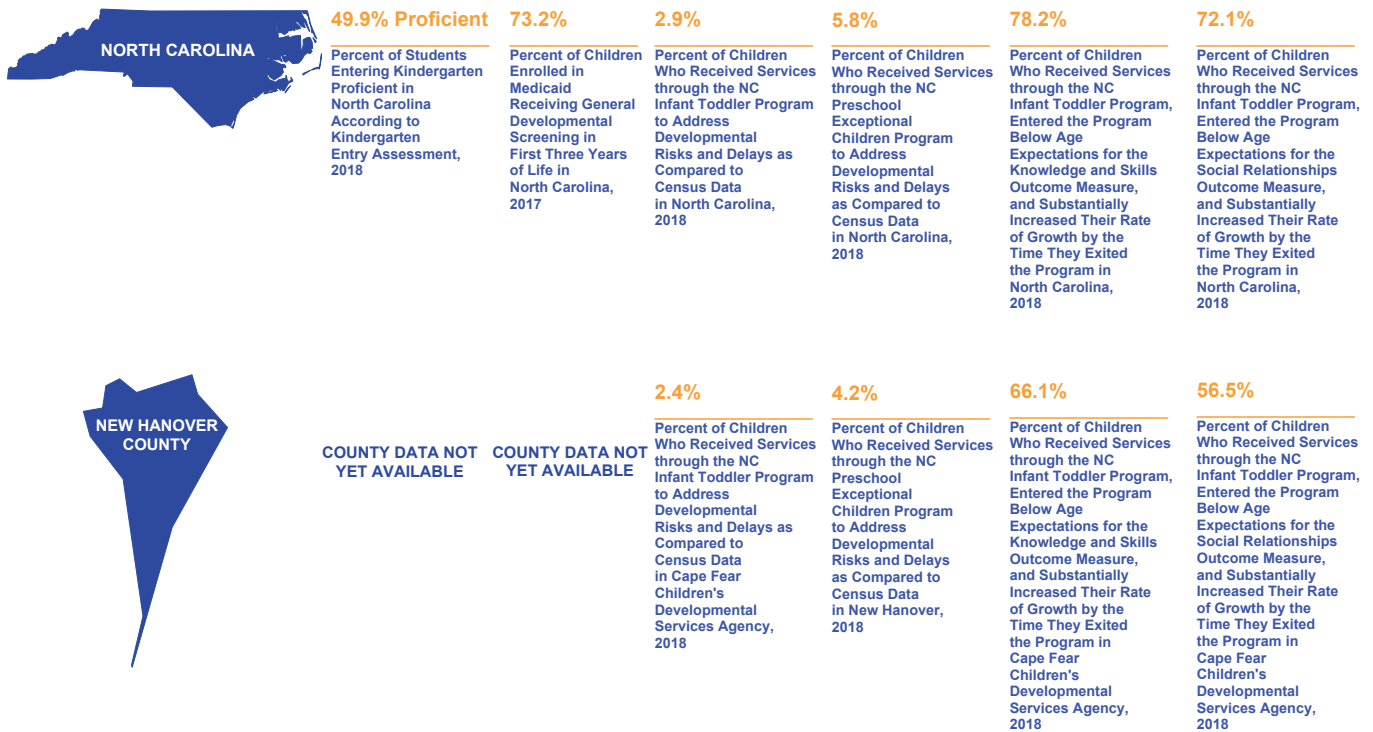 NORTH CAROLINA
49.9% Proficient
Percent of Students
Entering Kindergarten
Proficient in
North Carolina
According to
Kindergarten
Entry Assessment,
2018
73.2%
Percent of Children
Enrolled in
Medicaid
Receiving General
Developmental
Screening in
First Three Years
of Life in
North Carolina,
2017
2.9%
Percent of Children
Who Received Services
through the NC
Infant Toddler Program
to Address
Developmental
Risks and Delays as
Compared to
Census Data
in North Carolina,
2018
5.8%
Percent of Children
Who Received Services
through the NC
Preschool
Exceptional
Children Program
to Address
Developmental
Risks and Delays
as Compared to
Census Data
in North Carolina,
2018
78.2%
Percent of Children
Who Received Services
through the NC
Infant Toddler Program,
Entered the Program
Below Age
Expectations for the
Knowledge and Skills
Outcome Measure,
and Substantially
Increased Their Rate
of Growth by the
Time They Exited
the Program in
North Carolina,
2018
72.1%
Percent of Children
Who Received Services
through the NC
Infant Toddler Program,
Entered the Program
Below Age
Expectations for the
Social Relationships
Outcome Measure,
and Substantially
Increased Their Rate
of Growth by the
Time They Exited
the Program in
North Carolina,
2018
NEW HANOVER
COUNTY
COUNTY DATA NOT
YET AVAILABLE
COUNTY DATA NOT
YET AVAILABLE
2.4%
Percent of Children
Who Received Services
through the NC
Infant Toddler Program
to Address
Developmental
Risks and Delays as
Compared to
Census Data
in Cape Fear
Children's
Developmental
Services Agency,
2018
4.2%
Percent of Children
Who Received Services
through the NC
Preschool
Exceptional
Children Program
to Address
Developmental
Risks and Delays
as Compared to
Census Data
in New Hanover,
2018
66.1%
Percent of Children
Who Received Services
through the NC
Infant Toddler Program,
Entered the Program
Below Age
Expectations for the
Knowledge and Skills
Outcome Measure,
and Substantially
Increased Their Rate
of Growth by the
Time They Exited
the Program in
Cape Fear
Children's
Developmental
Services Agency,
2018
56.5%
Percent of Children
Who Received Services
through the NC
Infant Toddler Program,
Entered the Program
Below Age
Expectations for the
Social Relationships
Outcome Measure,
and Substantially
Increased Their Rate
of Growth by the
Time They Exited
the Program in
Cape Fear
Children's
Developmental
Services Agency,
2018